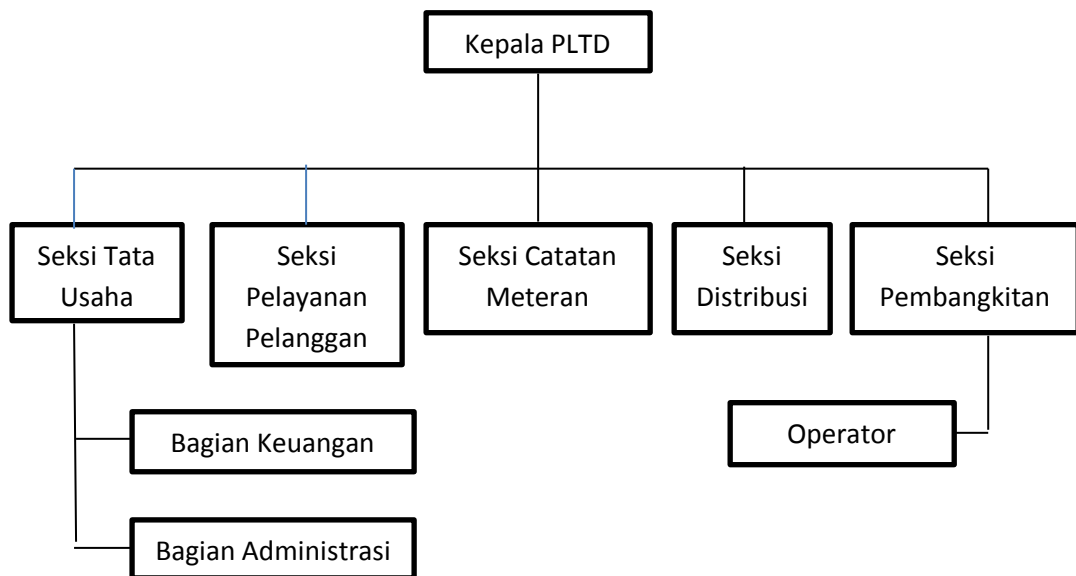 Kepala PLTD
Seksi Tata
Usaha
Seksi
Pelayanan
Pelanggan
Seksi Catatan
Meteran
Seksi
Distribusi
Seksi
Pembangkitan
Bagian Keuangan
Operator
Bagian Administrasi